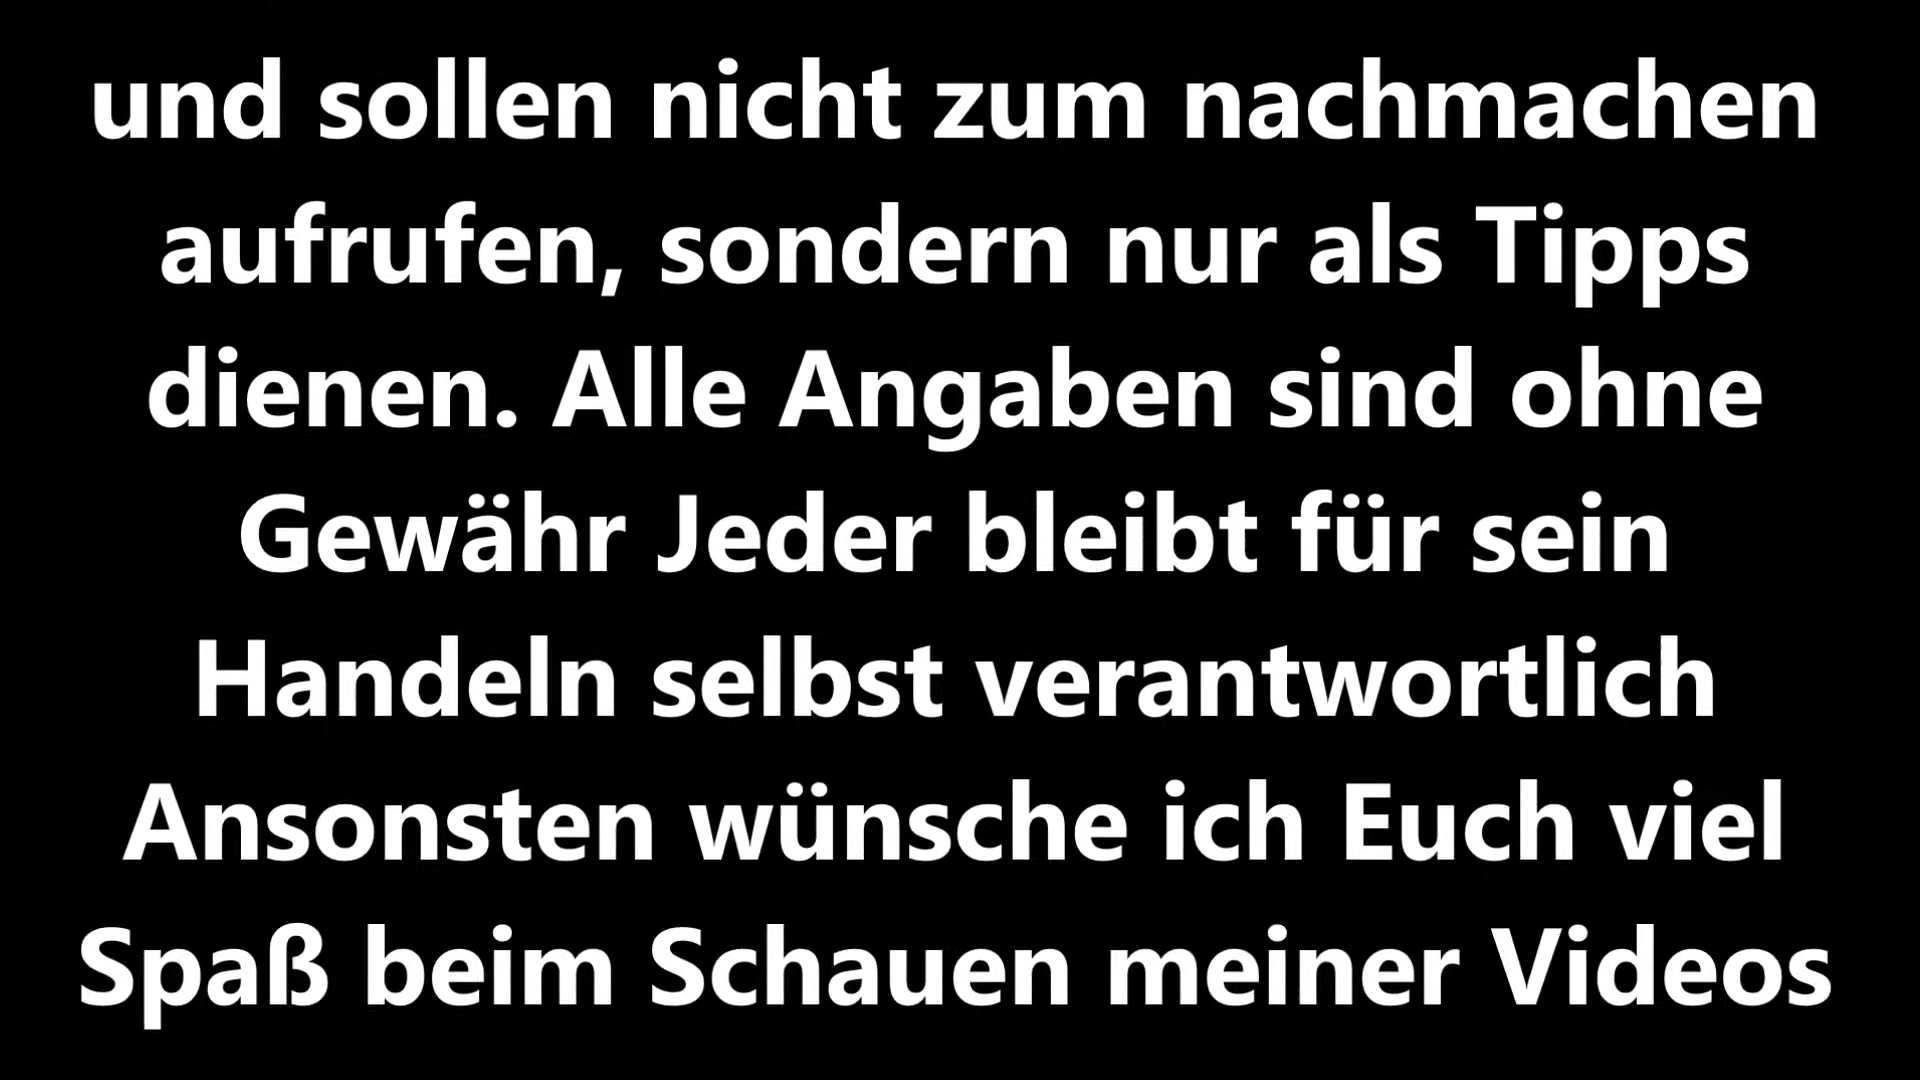 und sollen nicht zum nachmachen
aufrufen, sondern nur als Tipps
dienen. Alle Angaben sind ohne
Gewähr Jeder bleibt für sein
Handeln selbst verantwortlich
Ansonsten wünsche ich Euch viel
Spaß beim Schauen meiner Videos